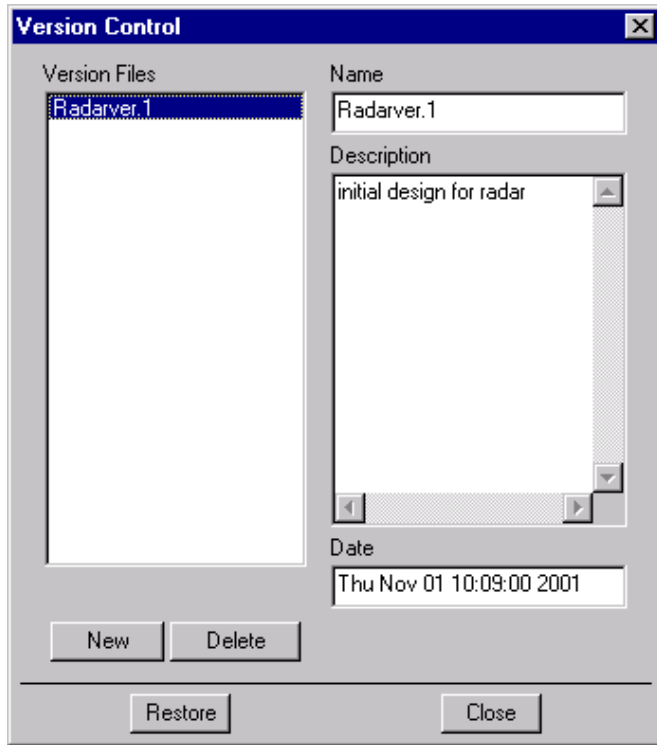 Version Control
Version Files
Radarver.1
Name
Radarver.1
Description
initial design for radar
Date
Thu Nov 01 10:09:00 2001
New
Delete
Restore
Close